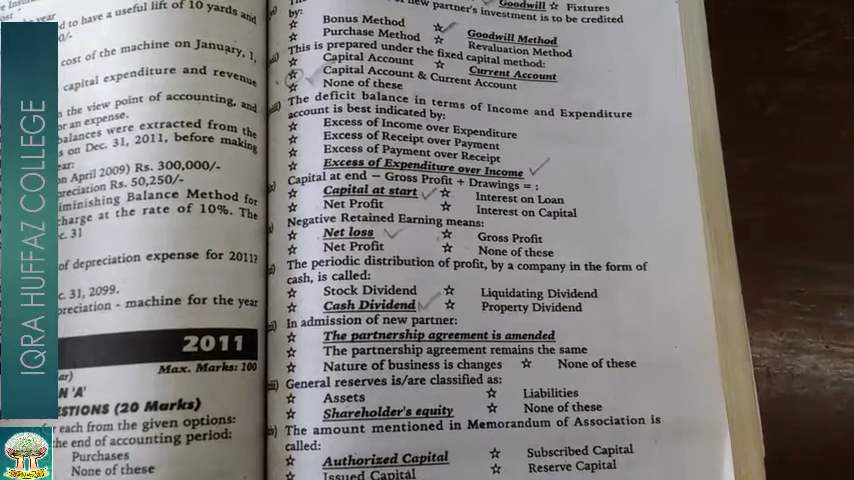 IQRA HUFFAZ COLLEGE
ed to have a useful lift of 10 yards and
cost of the machine on January, 1,
capital expenditure and revenue
the view point of accounting, and
or an expense.
balances were extracted from the
s on Dec. 31, 2011, before making
ear:
on April 2009) Rs. 300,000/-
preciation Rs. 50,250/-
iminishing Balance Method for
charge at the rate of 10%. The
c. 31
of depreciation expense for 2011?
c. 31, 2099.
preciation - machine for the year
2011
Max. Marks: 100
N 'A'
ESTIONS (20 Marks)
r each from the given options:
the end of accounting period:
Purchases
None of these
Goodwill ☆ Fixtures
of new partner's investment is to be credited
by:
☆ Bonus Method ☆ Goodwill Method
☆ Purchase Method ☆ Revaluation Method
This is prepared under the fixed capital method:
☆ Capital Account ☆ Current Account
☆ Capital Account & Current Account
☆ None of these
The deficit balance in terms of Income and Expenditure
account is best indicated by:
☆ Excess of Income over Expenditure
☆ Excess of Receipt over Payment
☆ Excess of Payment over Receipt
☆ Excess of Expenditure over Income
Capital at end – Gross Profit + Drawings = :
☆ Capital at start ☆ Interest on Loan
☆ Net Profit ☆ Interest on Capital
Negative Retained Earning means:
☆ Net loss ☆ Gross Profit
☆ Net Profit ☆ None of these
The periodic distribution of profit, by a company in the form of
cash, is called:
☆ Stock Dividend ☆ Liquidating Dividend
☆ Cash Dividend ☆ Property Dividend
In admission of new partner:
☆ The partnership agreement is amended
☆ The partnership agreement remains the same
☆ Nature of business is changes ☆ None of these
General reserves is/are classified as:
☆ Assets ☆ Liabilities
☆ Shareholder's equity ☆ None of these
The amount mentioned in Memorandum of Association is
called:
☆ Authorized Capital ☆ Subscribed Capital
☆ Issued Capital ☆ Reserve Capital